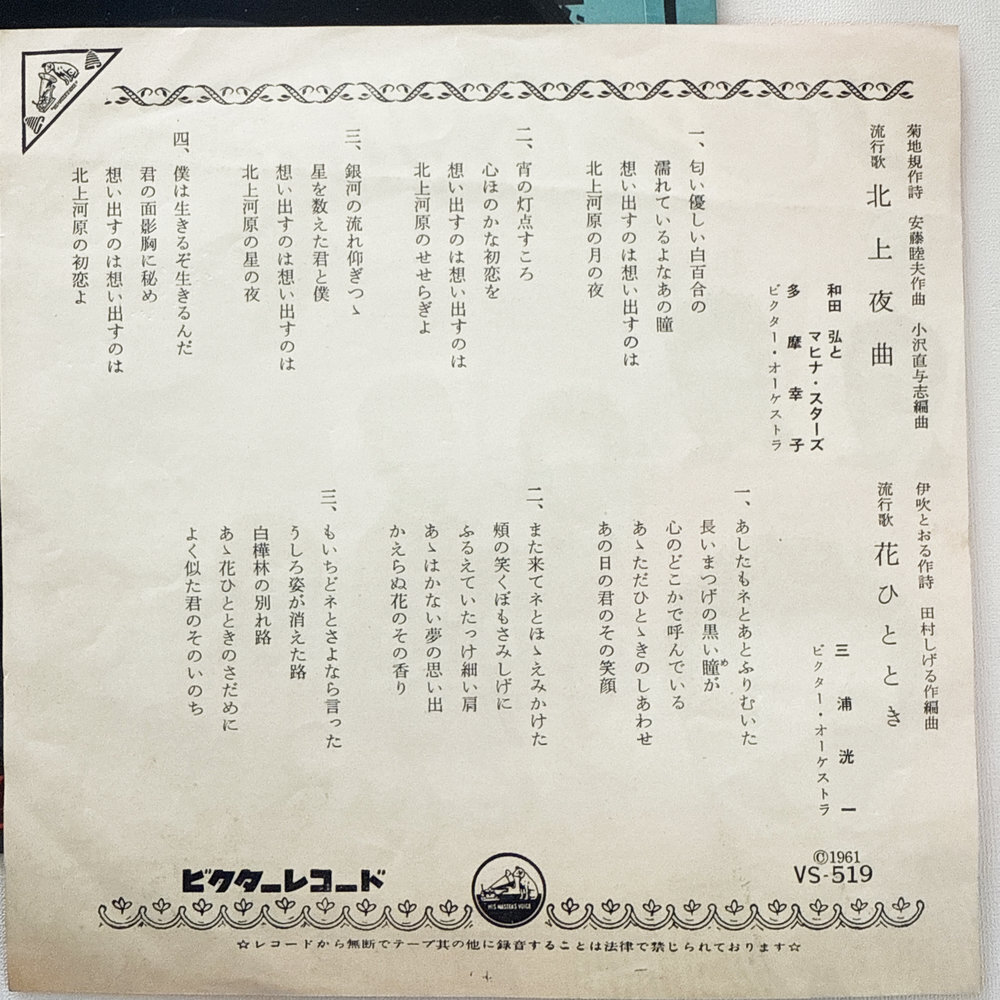 菊地規作詩 安藤睦夫作曲 小沢直与志編曲
流行歌 北上夜曲
和田弘と
マヒナ・スターズ
多摩幸子
ビクター・オーケストラ
一、匂い優しい白百合の
濡れているよなあの瞳
想い出すのは想い出すのは
北上河原の月の夜
二、宵の灯点すころ
心ほのかな初恋を
想い出すのは想い出すのは
北上河原のせせらぎよ
三、銀河の流れ仰ぎつゝ
星を数えた君と僕
想い出すのは想い出すのは
北上河原の星の夜
四、僕は生きるぞ生きるんだ
君の面影胸に秘め
想い出すのは想い出すのは
北上河原の初恋よ
伊吹とおる作詩 田村しげる作編曲
流行歌 花ひととき
三浦洸一
ビクター・オーケストラ
一、あしたもネとあとふりむいた
長いまつげの黒い瞳が
め
心のどこかで呼んでいる
あゝただひとゝきのしあわせ
あの日の君のその笑顔
二、また来てネとほゝえみかけた
頬の笑くぼもさみしげに
ふるえていたっけ細い肩
あゝはかない夢の思い出
かえらぬ花のその香り
三、もいちどネとさよなら言った
うしろ姿が消えた路
白樺林の別れ路
あゝ花ひとときのさだめに
よく似た君のそのいのち
Ⓒ1961
VS-519
ビクターレコード
HIS MASTER'S VOICE
☆レコードから無断でテープ其の他に録音することは法律で禁じられております☆